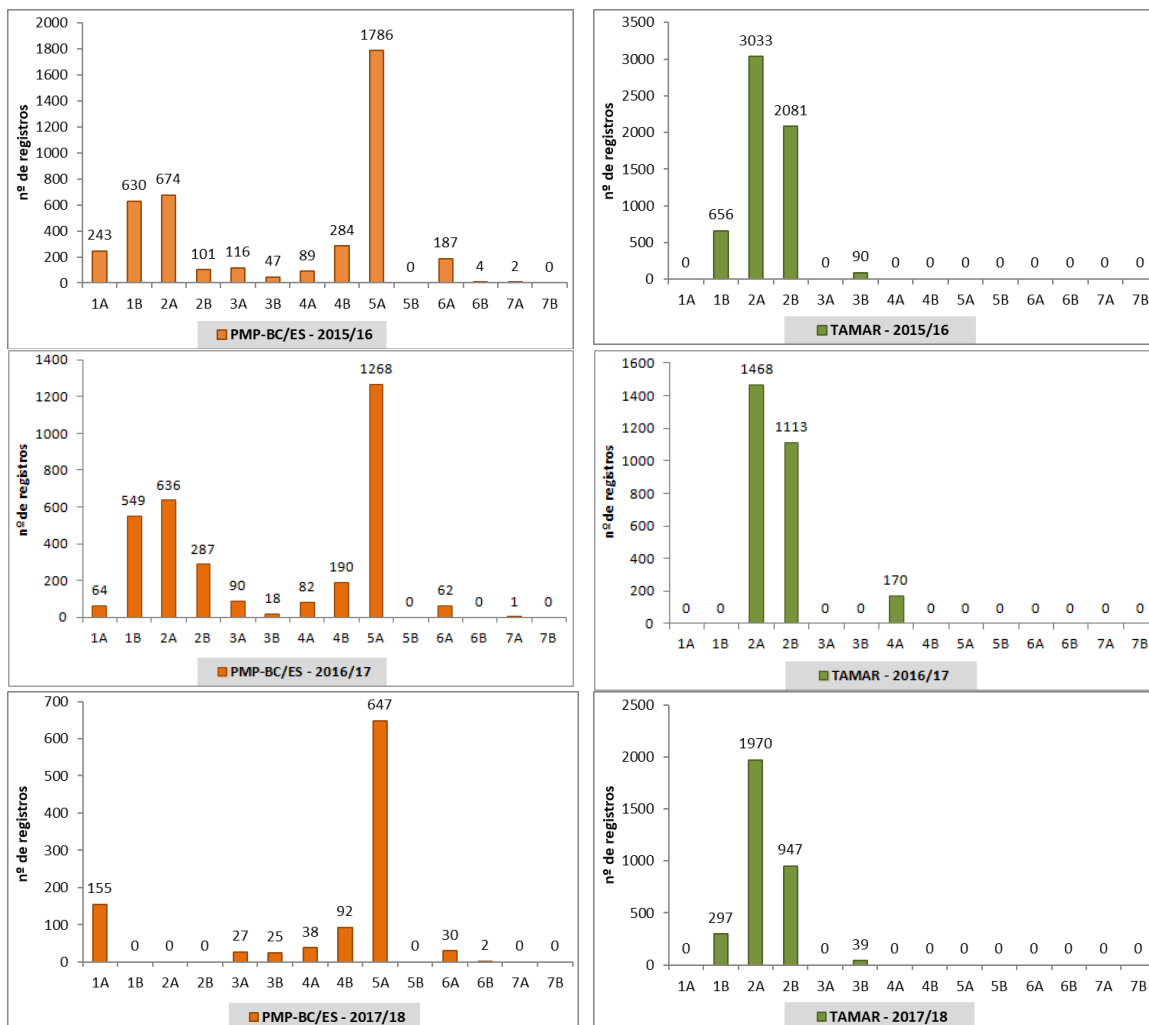 2000
1800
1600
1400
1200
1000
800
600
400
200
0
nº de registros
243 630 674 101 116 47 89 284 1786 0 187 4 2 0
1A 1B 2A 2B 3A 3B 4A 4B 5A 5B 6A 6B 7A 7B
PMP-BC/ES - 2015/16
3500
3000
2500
2000
1500
1000
500
0
nº de registros
0 656 3033 2081 0 90 0 0 0 0 0 0 0 0
1A 1B 2A 2B 3A 3B 4A 4B 5A 5B 6A 6B 7A 7B
TAMAR - 2015/16
1400
1200
1000
800
600
400
200
0
nºde registros
64 549 636 287 90 18 82 190 1268 0 62 0 1 0
1A 1B 2A 2B 3A 3B 4A 4B 5A 5B 6A 6B 7A 7B
PMP-BC/ES - 2016/17
1600
1400
1200
1000
800
600
400
200
0
nº de registros
0 0 1468 1113 0 0 170 0 0 0 0 0 0 0
1A 1B 2A 2B 3A 3B 4A 4B 5A 5B 6A 6B 7A 7B
TAMAR - 2016/17
700
600
500
400
300
200
100
0
nº de registros
155 0 0 0 27 25 38 92 647 0 30 2 0 0
1A 1B 2A 2B 3A 3B 4A 4B 5A 5B 6A 6B 7A 7B
PMP-BC/ES - 2017/18
2500
2000
1500
1000
500
0
nº de registros
0 297 1970 947 0 39 0 0 0 0 0 0 0 0
1A 1B 2A 2B 3A 3B 4A 4B 5A 5B 6A 6B 7A 7B
TAMAR - 2017/18